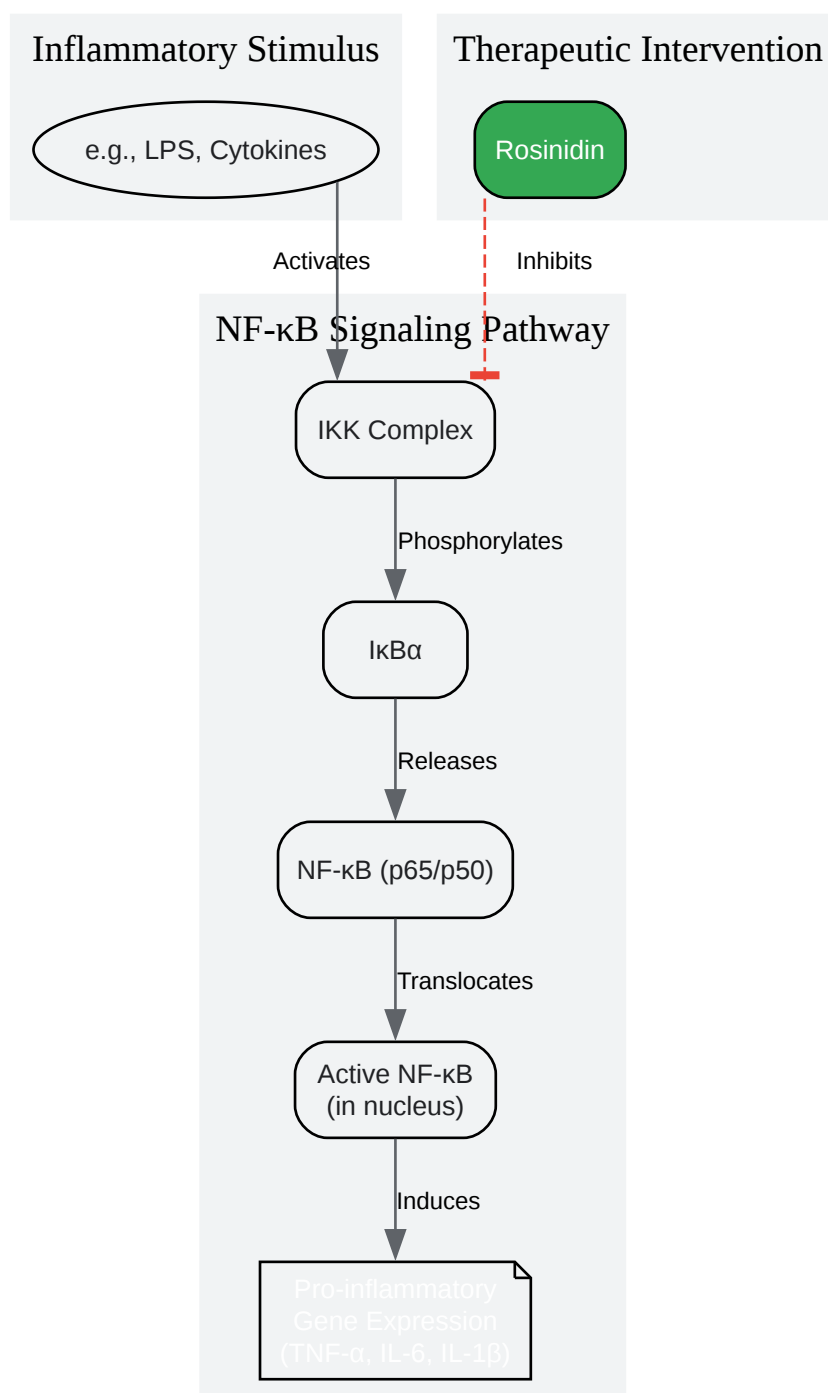 Inflammatory Stimulus
Therapeutic Intervention
e.g., LPS, Cytokines
Rosinidin
Activates
Inhibits
NF-κB Signaling Pathway
IKK Complex
Phosphorylates
IκBα
Releases
NF-κB (p65/p50)
Translocates
Active NF-κB
(in nucleus)
Induces
Pro-inflammatory
Gene Expression
(TNF-α, IL-6, IL-1β)